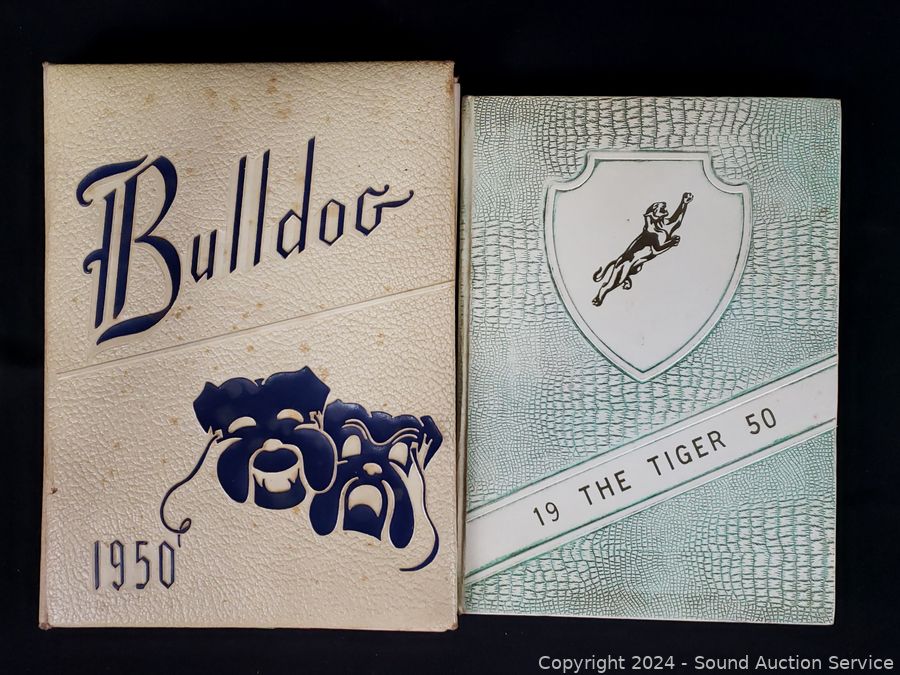 Bulldog
1950
19 THE TIGER 50
Copyright 2024 - Sound Auction Service